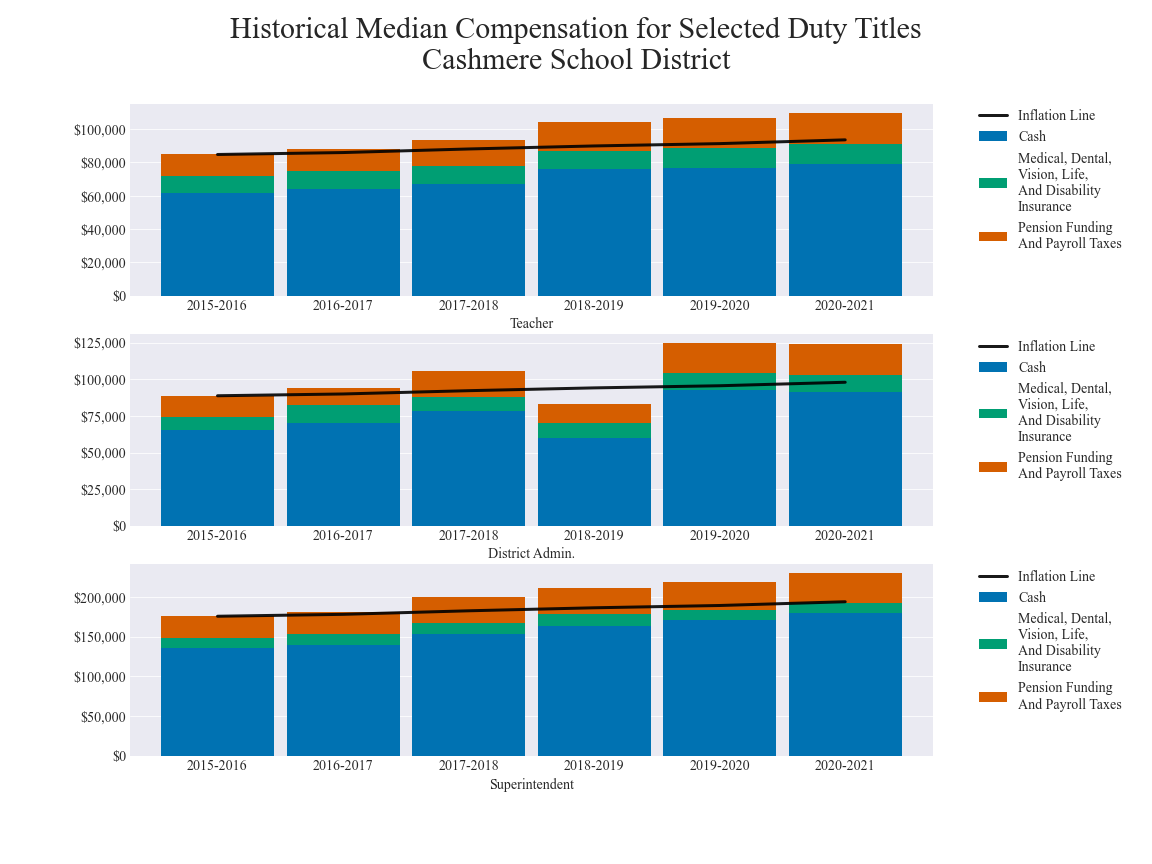 Historical Median Compensation for Selected Duty Titles
Cashmere School District
$100,000
$80,000
$60,000
$40,000
$20,000
$0
2015-2016 2016-2017 2017-2018 2018-2019 2019-2020 2020-2021
Teacher
Inflation Line
Cash
Medical, Dental,
Vision, Life,
And Disability
Insurance
Pension Funding
And Payroll Taxes
$125,000
$100,000
$75,000
$50,000
$25,000
$0
2015-2016 2016-2017 2017-2018 2018-2019 2019-2020 2020-2021
District Admin.
Inflation Line
Cash
Medical, Dental,
Vision, Life,
And Disability
Insurance
Pension Funding
And Payroll Taxes
$200,000
$150,000
$100,000
$50,000
$0
2015-2016 2016-2017 2017-2018 2018-2019 2019-2020 2020-2021
Superintendent
Inflation Line
Cash
Medical, Dental,
Vision, Life,
And Disability
Insurance
Pension Funding
And Payroll Taxes